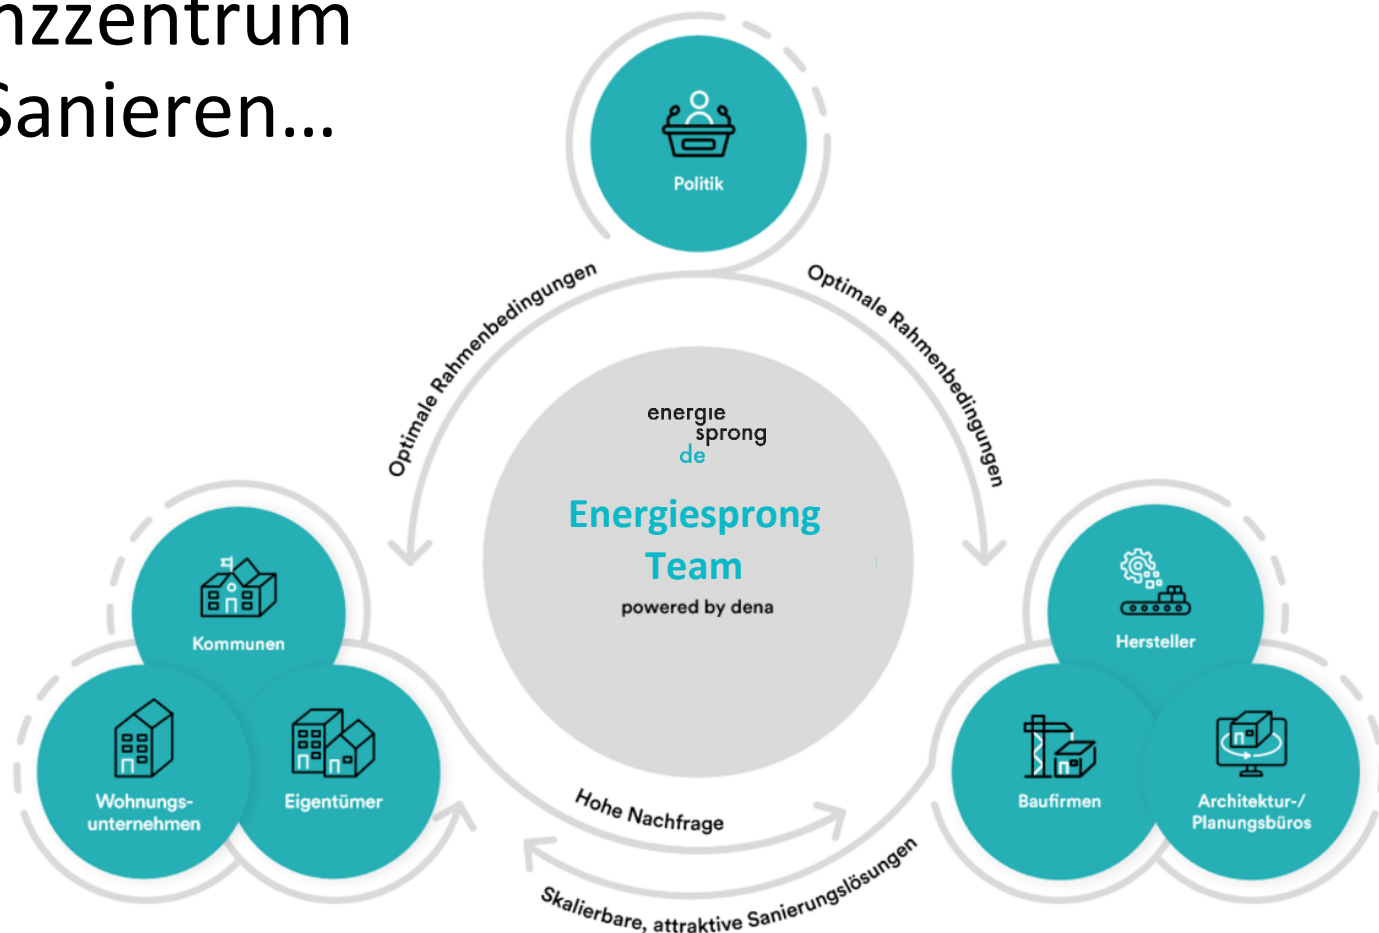 nzzentrum
Sanieren...
Politik
Optimale Rahmenbedingungen
Optimale Rahmenbedingungen
energie
sprong
de
Energiesprong
Team
powered by dena
Kommunen
Wohnungs-
unternehmen
Eigentümer
Hersteller
Baufirmen
Architektur-/
Planungsbüros
Hohe Nachfrage
Skalierbare, attraktive Sanierungslösungen